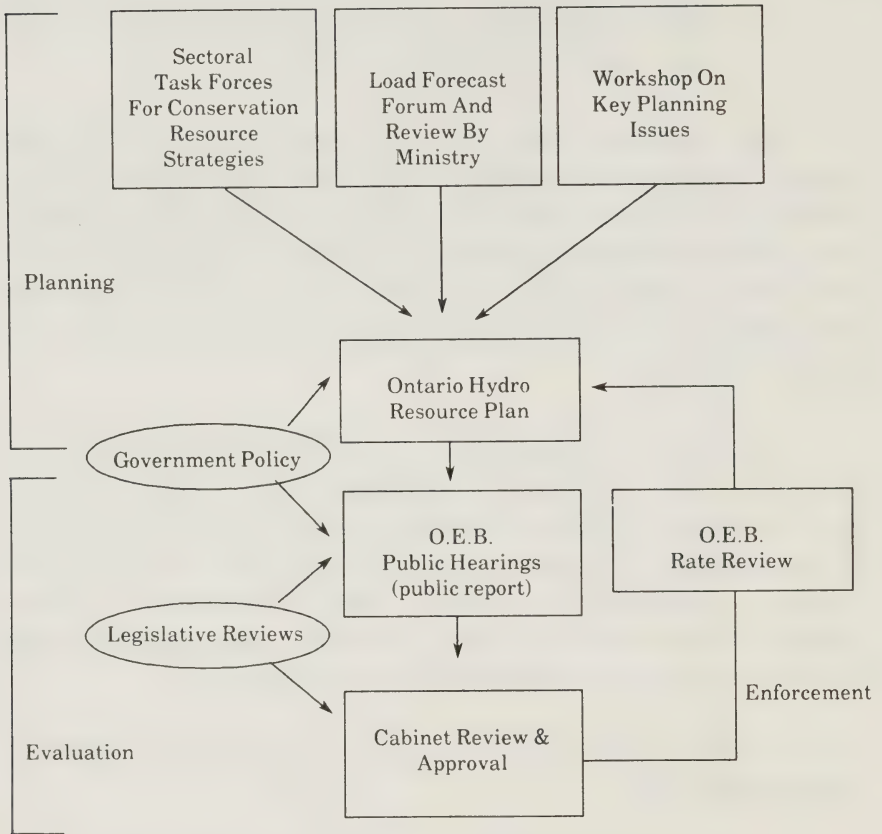 Sectoral
Task Forces
For Conservation
Resource
Strategies
Load Forecast
Forum And
Review By
Ministry
Workshop On
Key Planning
Issues
Planning
Ontario Hydro
Resource Plan
Government Policy
O.E.B.
Public Hearings
(public report)
O.E.B.
Rate Review
Legislative Reviews
Enforcement
Cabinet Review &
Approval
Evaluation